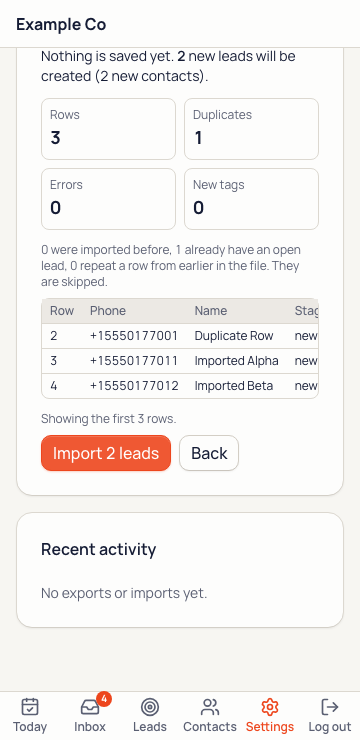 Example Co
Nothing is saved yet. 2 new leads will be
created (2 new contacts).
Rows
3
Duplicates
1
Errors
0
New tags
0
0 were imported before, 1 already have an open
lead, 0 repeat a row from earlier in the file. They
are skipped.
Row Phone Name Stag
2 +15550177001 Duplicate Row new
3 +15550177011 Imported Alpha new
4 +15550177012 Imported Beta new
Showing the first 3 rows.
Import 2 leads Back
Recent activity
No exports or imports yet.
4
Today Inbox Leads Contacts Settings Log out